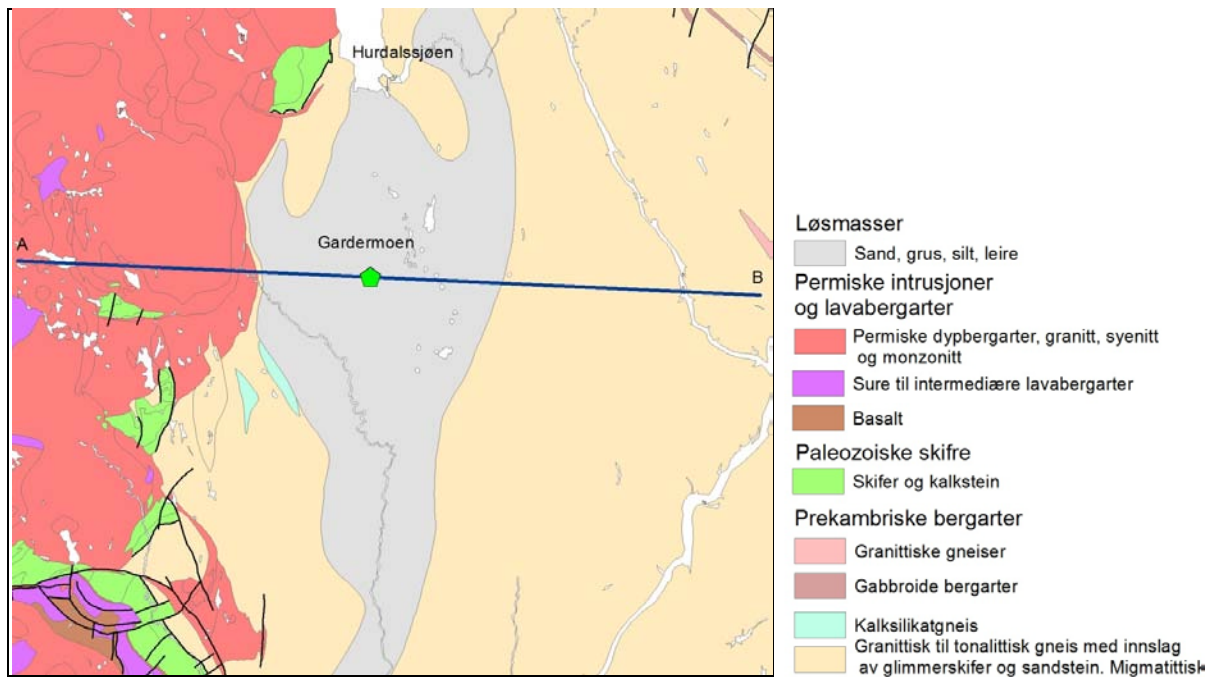 Hurdalssjøen
Gardermoen
A
B
Løsmasser
Sand, grus, silt, leire
Permiske intrusjoner
og lavabergarter
Permiske dypbergarter, granitt, syenitt
og monzonitt
Sure til intermediære lavabergarter
Basalt
Paleozoiske skifre
Skifer og kalkstein
Prekambriske bergarter
Granittiske gneiser
Gabbroide bergarter
Kalksilikatgneis
Granittisk til tonalittisk gneis med innslag
av glimmerskifer og sandstein. Migmatittisk